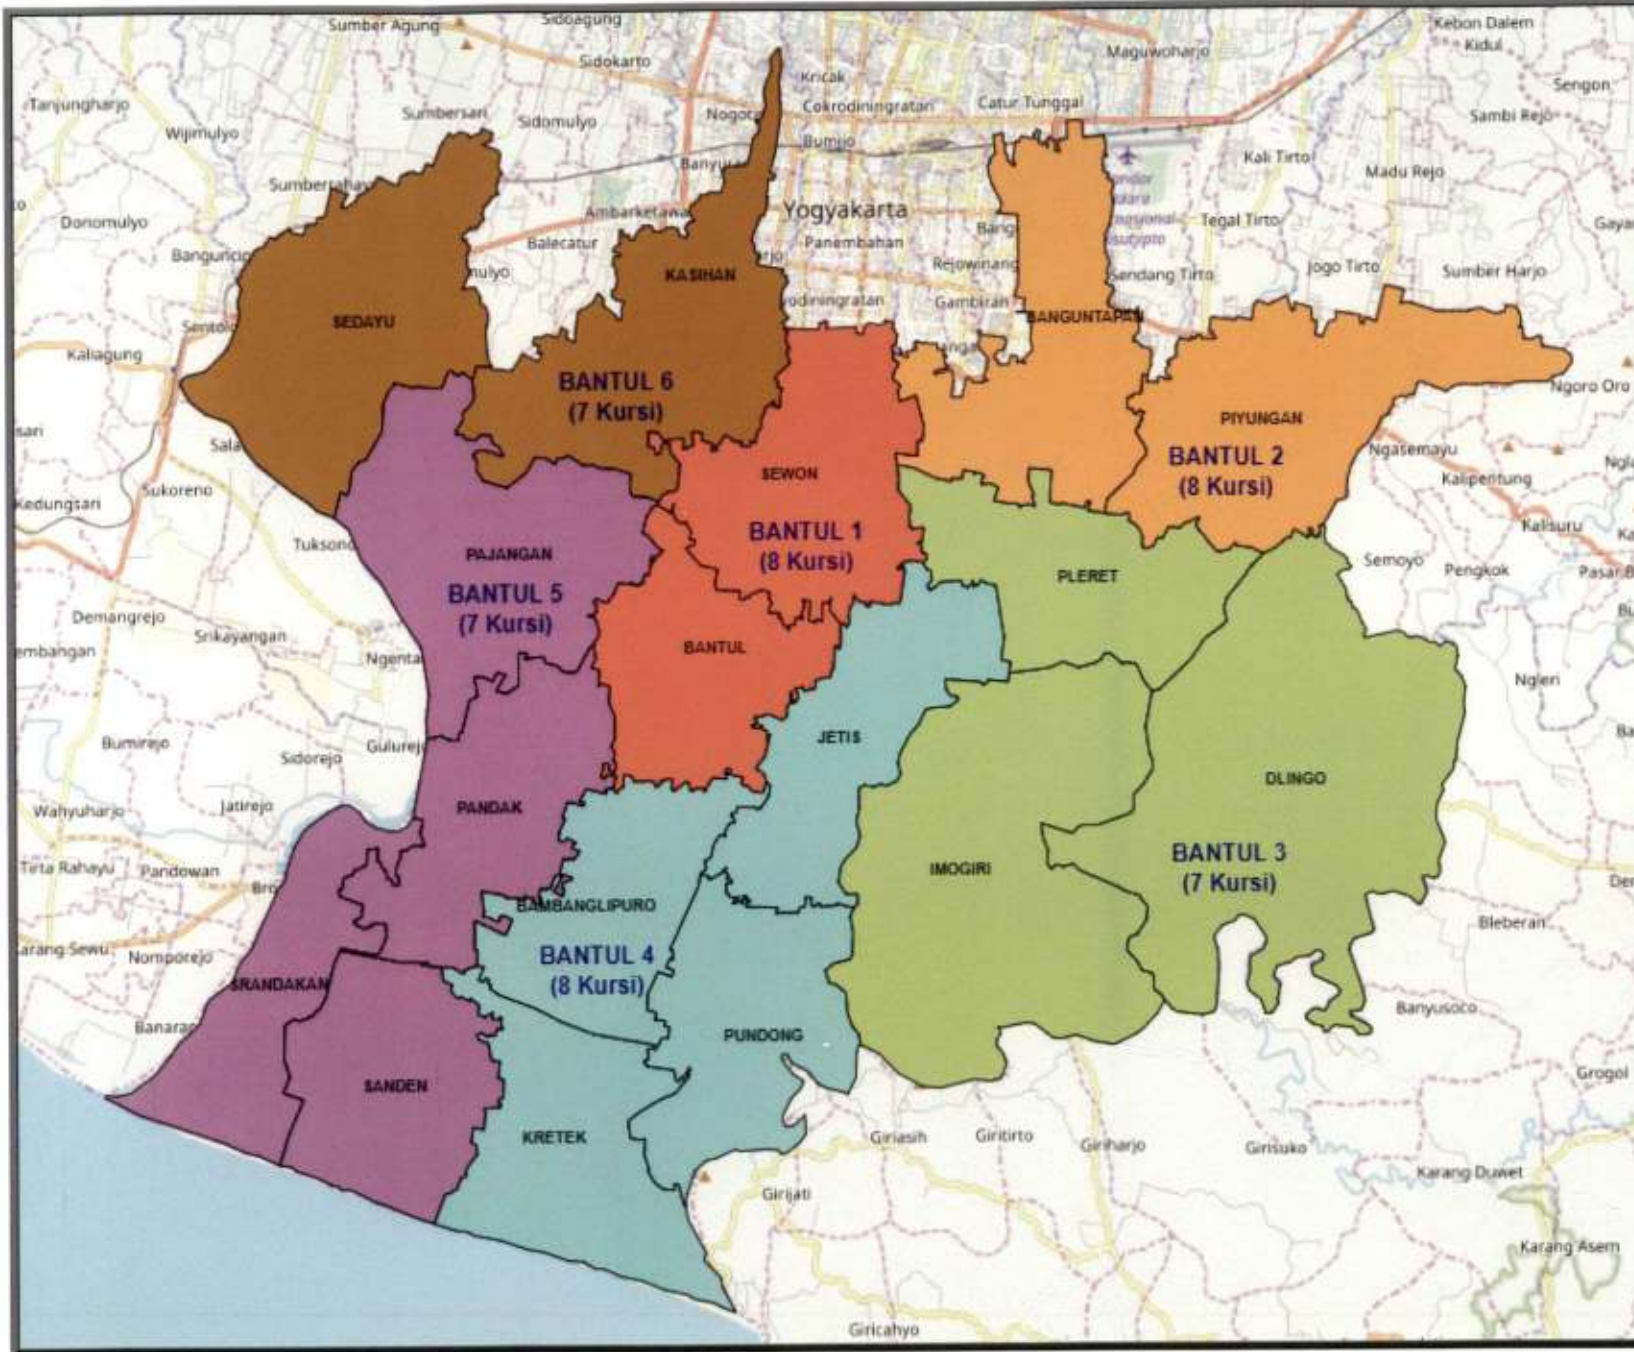 Sumber Agung
Sidoagung
Kebon Dalem
Kidul
Sidokarto
Maguwoharjo
Kricak
Sengon
Tanjungharjo
Sumbersari
Sidomulyo
Cokrodiningratan
Catur Tunggal
Sambi Rejo
Wijimulyo
Bumijo
Kali Tirto
Madu Rejo
Donomulyo
Yogyakarta
Tegal Tirto
Balecatur
Panembahan
Rejowinang
Sendang Tirto
Jogo Tirto
Sumber Harjo
KASIHAN
Gambiran
SEDAYU
BANGUNTAPAN
Kaliagung
BANTUL 6
(7 Kursi)
Ngoro Oro
PIYUNGAN
SEWON
BANTUL 2
(8 Kursi)
Ngasemayu
Kalipentung
Sukoreno
Kedungsari
BANTUL 1
(8 Kursi)
Kalisuru
PAJANGAN
PLERET
Semoyo
Pengkok
BANTUL 5
(7 Kursi)
Demangrejo
Srikayangan
BANTUL
Ngleri
Bumirejo
Sidorejo
JETIS
DLINGO
Wahyuharjo
Jatirejo
PANDAK
BANTUL 3
(7 Kursi)
Tirta Rahayu
Pandowan
IMOGIRI
BAMBANGLIPURO
Bleberan
Nomporejo
BANTUL 4
(8 Kursi)
SRANDAKAN
Banyusoco
PUNDONG
SANDEN
Grogol
KRETEK
Giriasih
Giritirto
Giriharjo
Girisuko
Karang Duwet
Girijati
Karang Asem
Giricahyo